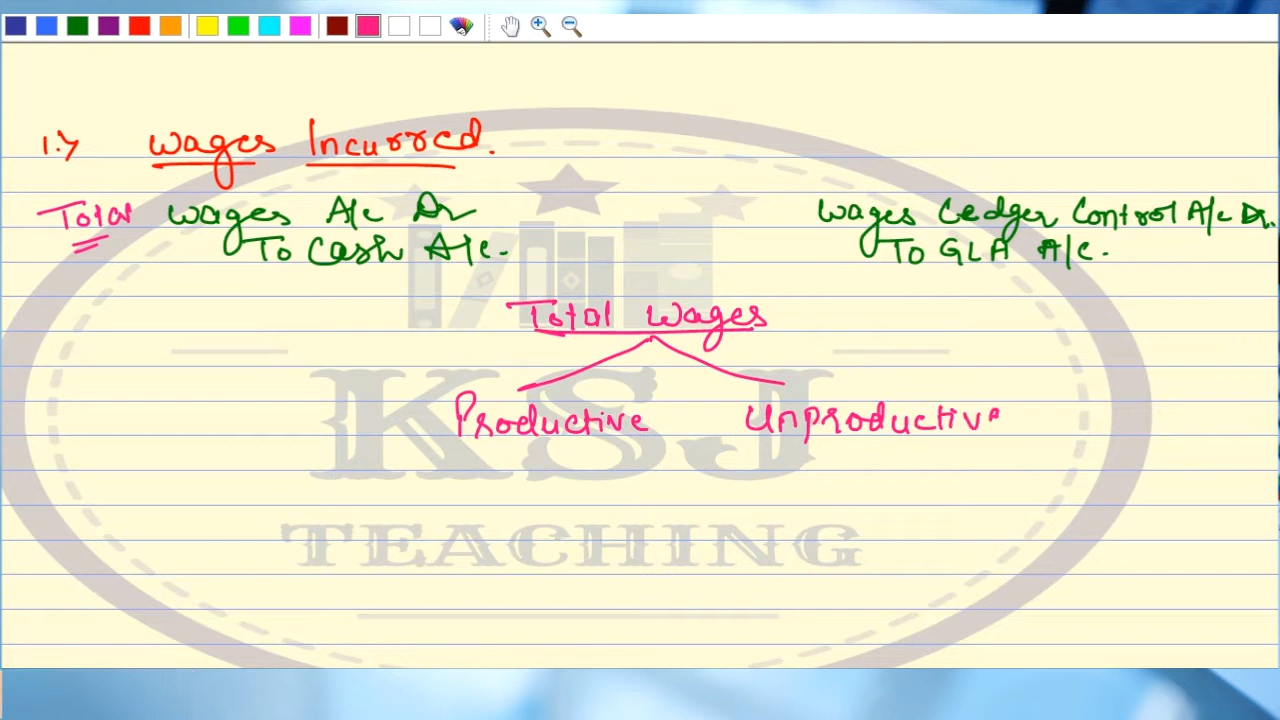 1.> Wages Incurred.
Total Wages A/c Dr
To Cash A/c.
Wages Ledger Control A/c Dr.
To GLA A/c.
Total Wages
Productive Unproductive
KSJ
TEACHING